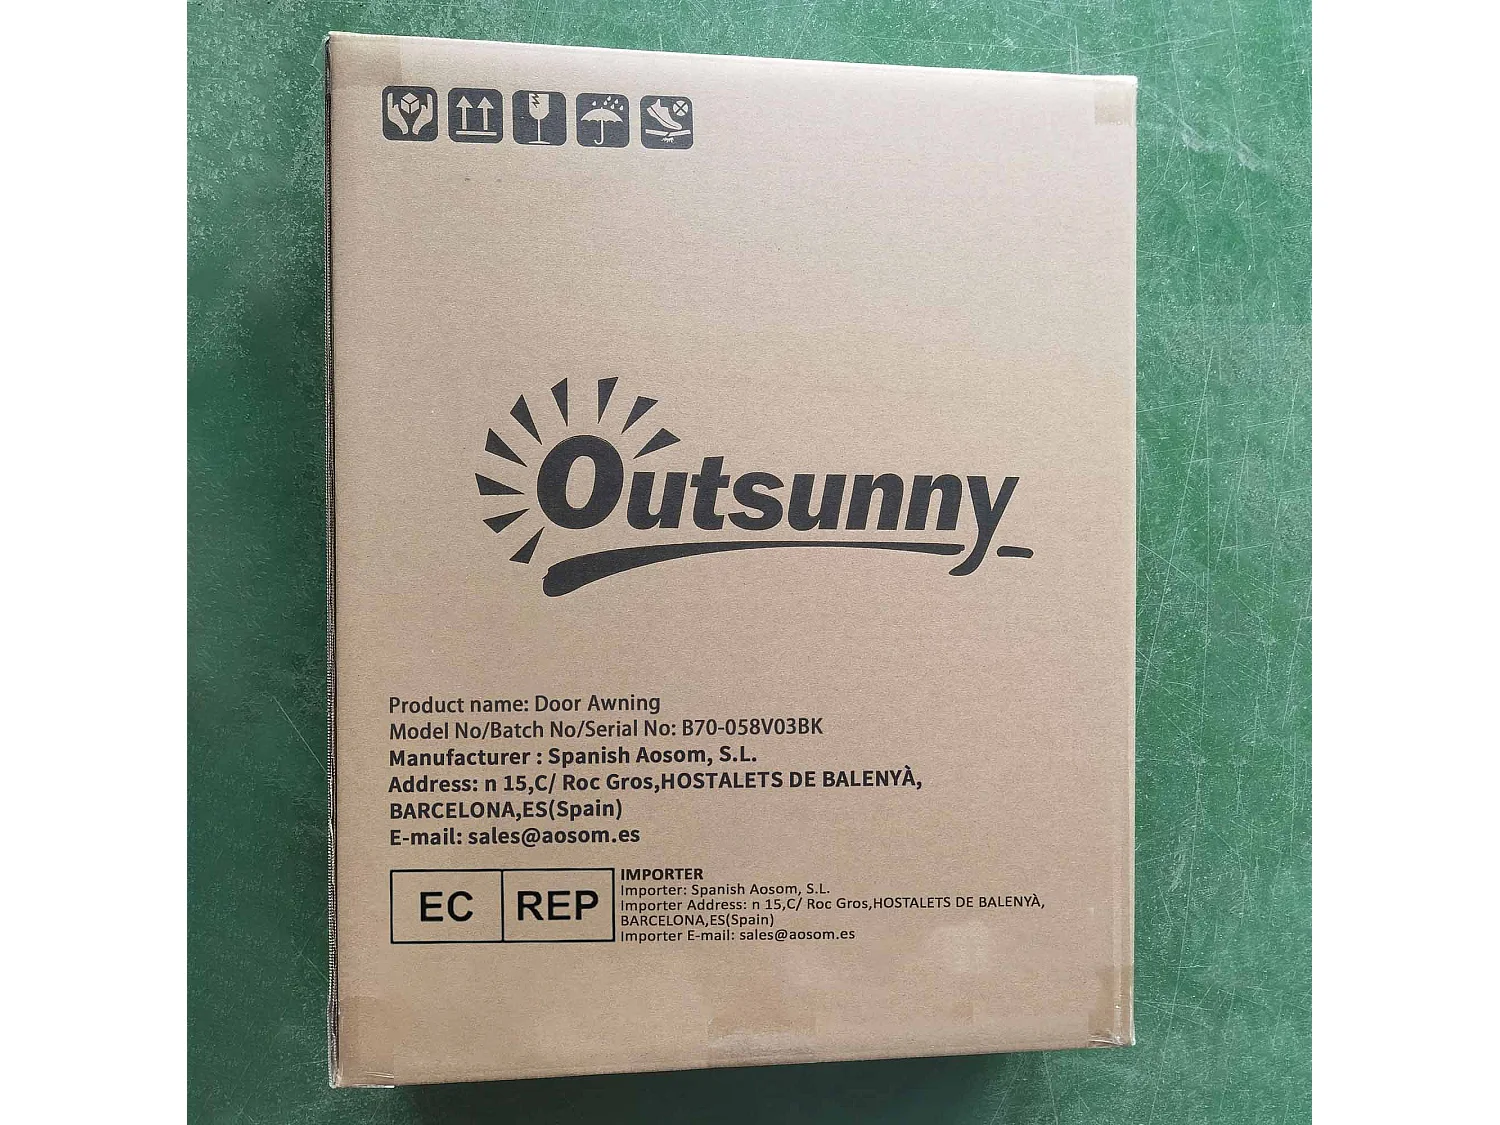 Outsunny
Product name: Door Awning
Model No/Batch No/Serial No: B70-058V03BK
Manufacturer : Spanish Aosom, S.L.
Address: n 15,C/ Roc Gros,HOSTALETS DE BALENYÀ,
BARCELONA,ES(Spain)
E-mail: sales@aosom.es
EC REP
IMPORTER
Importer: Spanish Aosom, S.L.
Importer Address: n 15,C/ Roc Gros,HOSTALETS DE BALENYÀ,
BARCELONA,ES(Spain)
Importer E-mail: sales@aosom.es